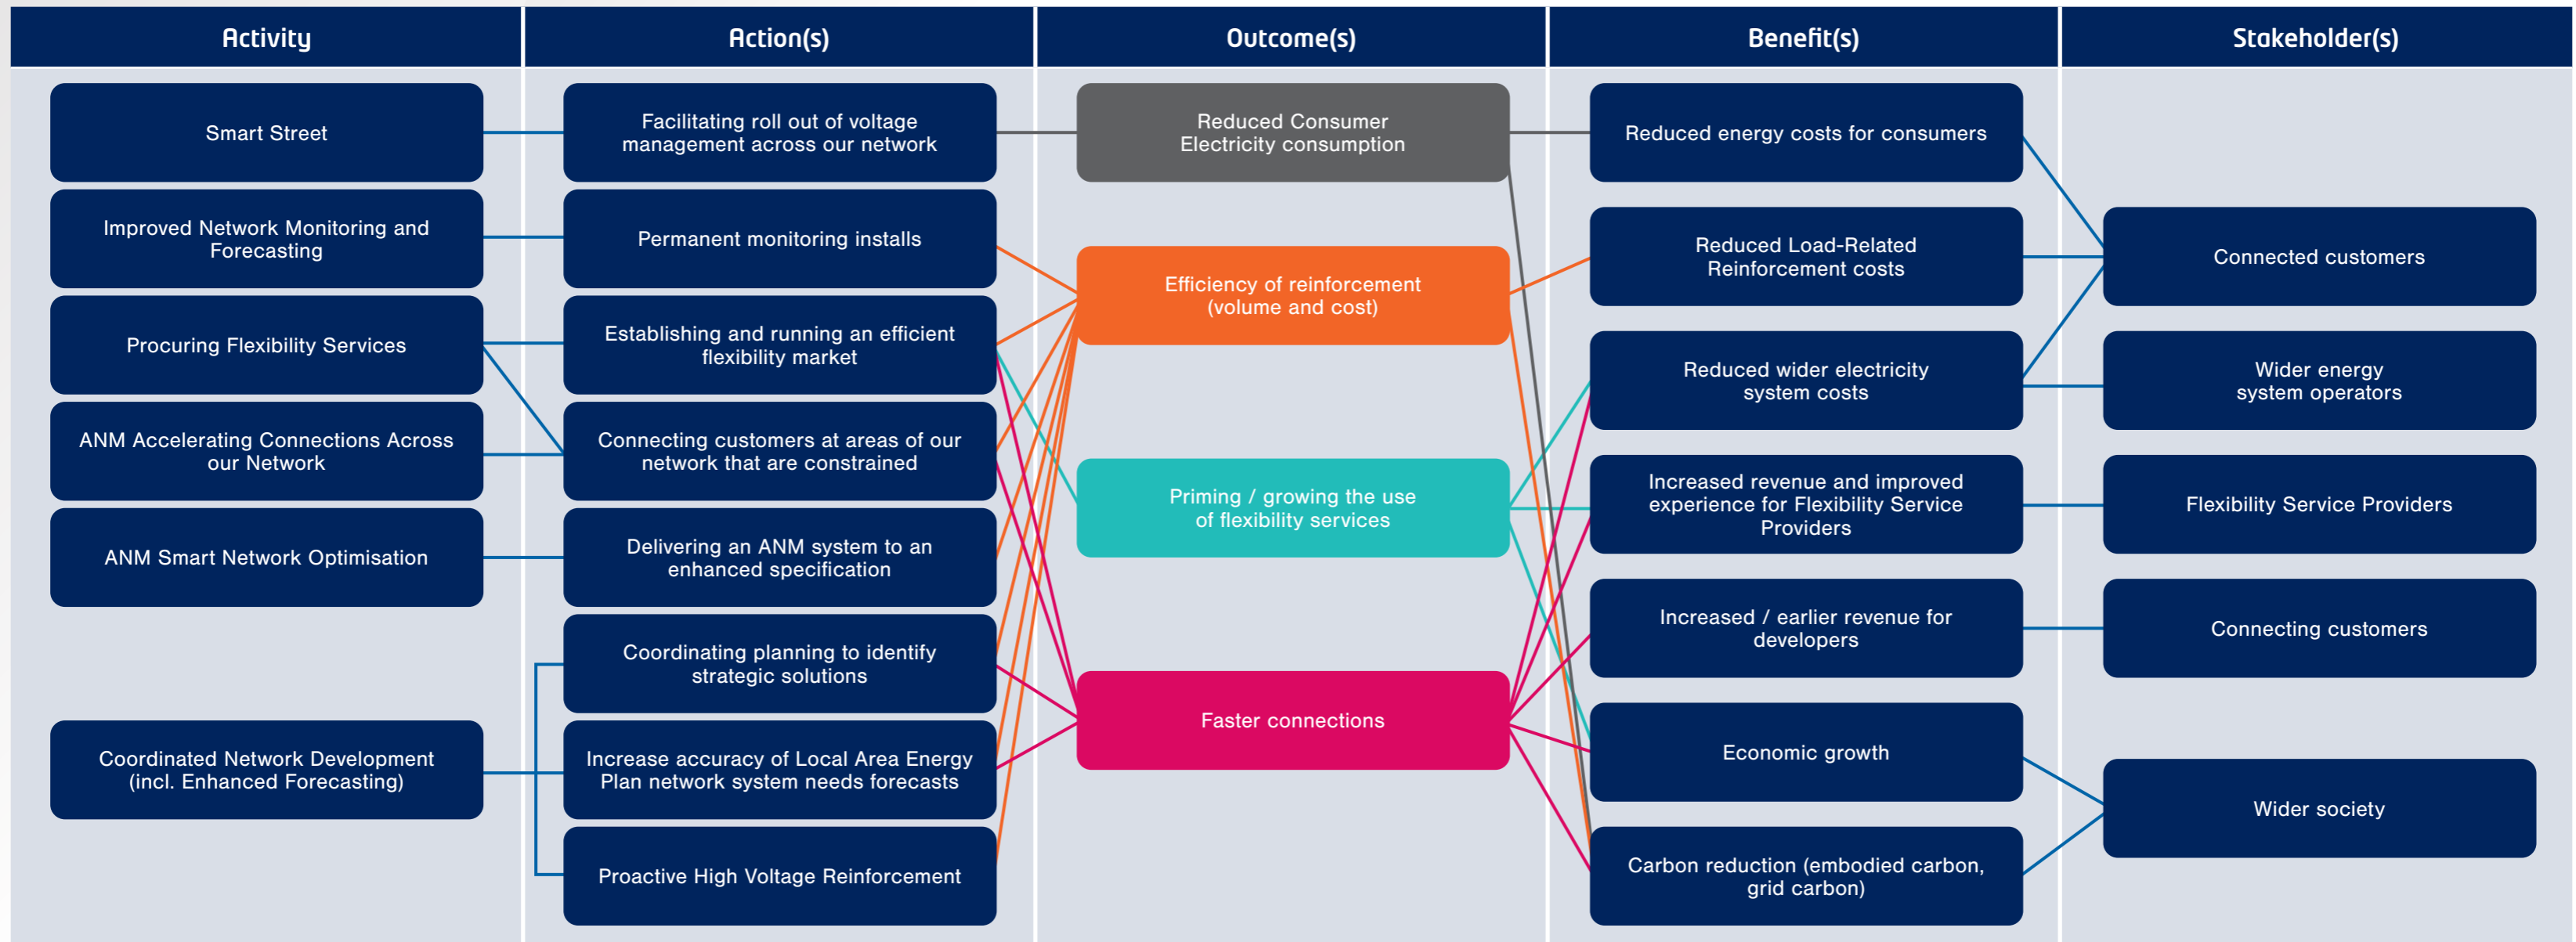 Activity
Action(s)
Outcome(s)
Benefit(s)
Stakeholder(s)
Smart Street
Improved Network Monitoring and
Forecasting
Procuring Flexibility Services
ANM Accelerating Connections Across
our Network
ANM Smart Network Optimisation
Coordinated Network Development
(incl. Enhanced Forecasting)
Facilitating roll out of voltage
management across our network
Permanent monitoring installs
Establishing and running an efficient
flexibility market
Connecting customers at areas of our
network that are constrained
Delivering an ANM system to an
enhanced specification
Coordinating planning to identify
strategic solutions
Increase accuracy of Local Area Energy
Plan network system needs forecasts
Proactive High Voltage Reinforcement
Reduced Consumer
Electricity consumption
Efficiency of reinforcement
(volume and cost)
Priming / growing the use
of flexibility services
Faster connections
Reduced energy costs for consumers
Reduced Load-Related
Reinforcement costs
Reduced wider electricity
system costs
Increased revenue and improved
experience for Flexibility Service
Providers
Increased / earlier revenue for
developers
Economic growth
Carbon reduction (embodied carbon,
grid carbon)
Connected customers
Wider energy
system operators
Flexibility Service Providers
Connecting customers
Wider society